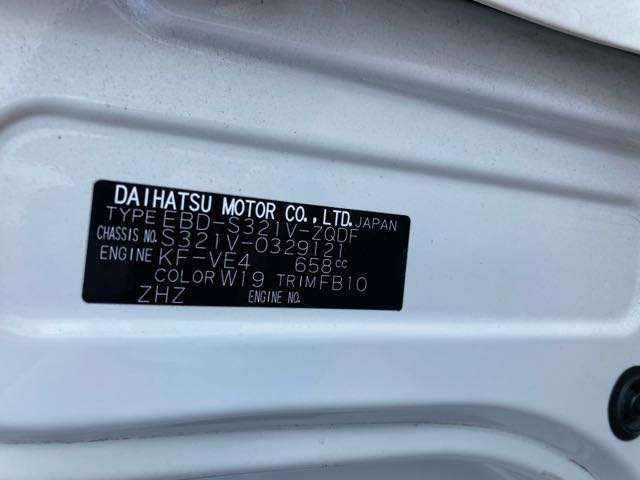 DAIHATSU MOTOR CO.,LTD. JAPAN
TYPE EBD-S321V-ZQDF
CHASSIS NO. S321V-0329121
ENGINE KF-VE4 658CC
COLOR W19 TRIM FB10
ZHZ ENGINE NO.